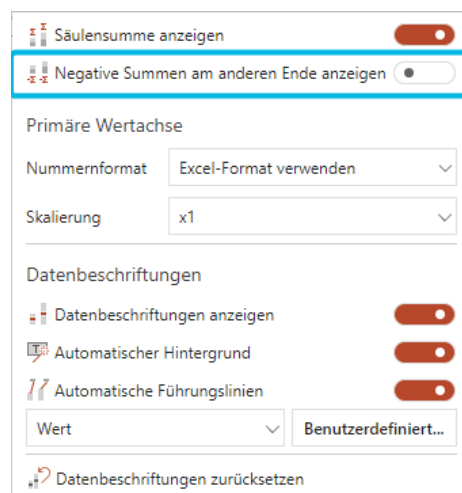 Säulensumme anzeigen
Negative Summen am anderen Ende anzeigen
Primäre Wertachse
Nummernformat Excel-Format verwenden
Skalierung x1
Datenbeschriftungen
Datenbeschriftungen anzeigen
Automatischer Hintergrund
Automatische Führungslinien
Wert Benutzerdefiniert...
Datenbeschriftungen zurücksetzen